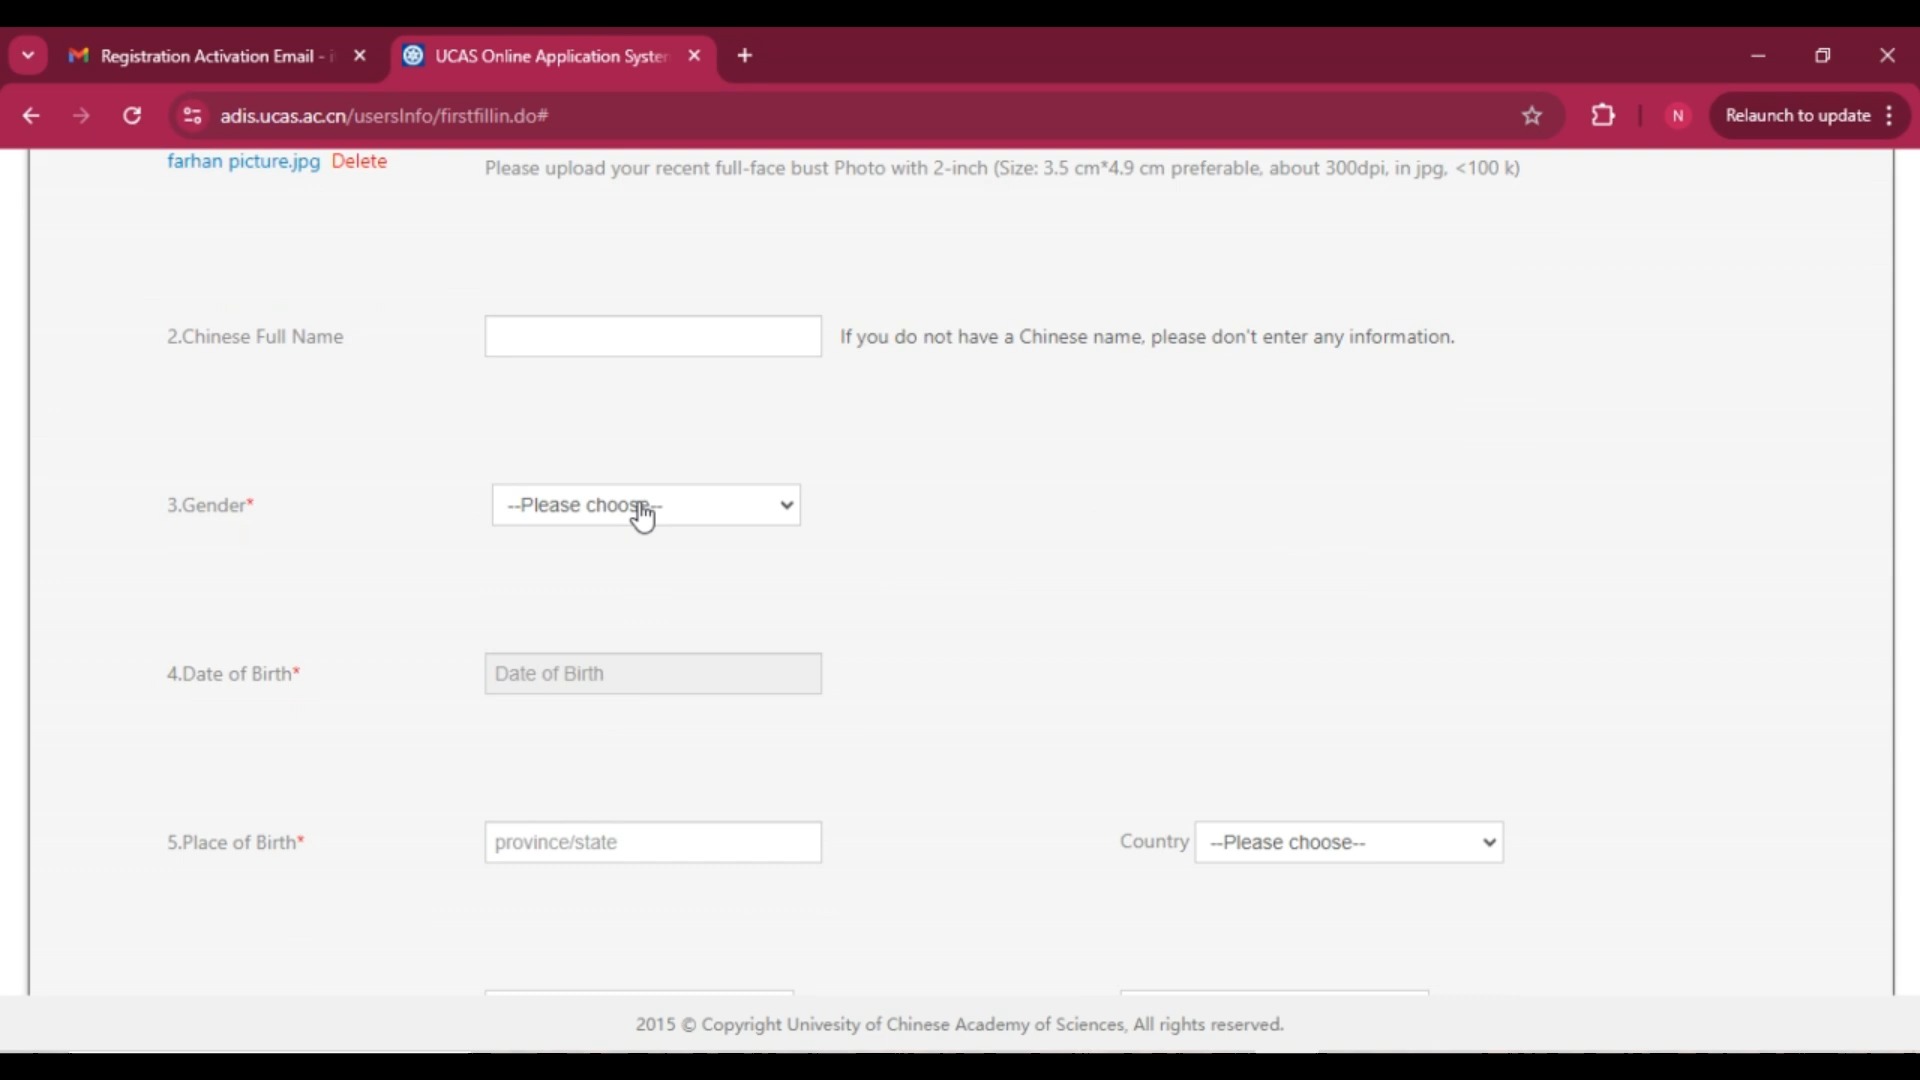 Registration Activation Email -
UCAS Online Application System
adis.ucas.ac.cn/usersInfo/firstfillin.do#
N
Relaunch to update
farhan picture.jpg Delete
Please upload your recent full-face bust Photo with 2-inch (Size: 3.5 cm*4.9 cm preferable, about 300dpi, in jpg, <100 k)
2.Chinese Full Name
If you do not have a Chinese name, please don't enter any information.
3.Gender*
--Please choose--
4.Date of Birth*
Date of Birth
5.Place of Birth*
province/state
Country
--Please choose--
2015 © Copyright Univesity of Chinese Academy of Sciences, All rights reserved.